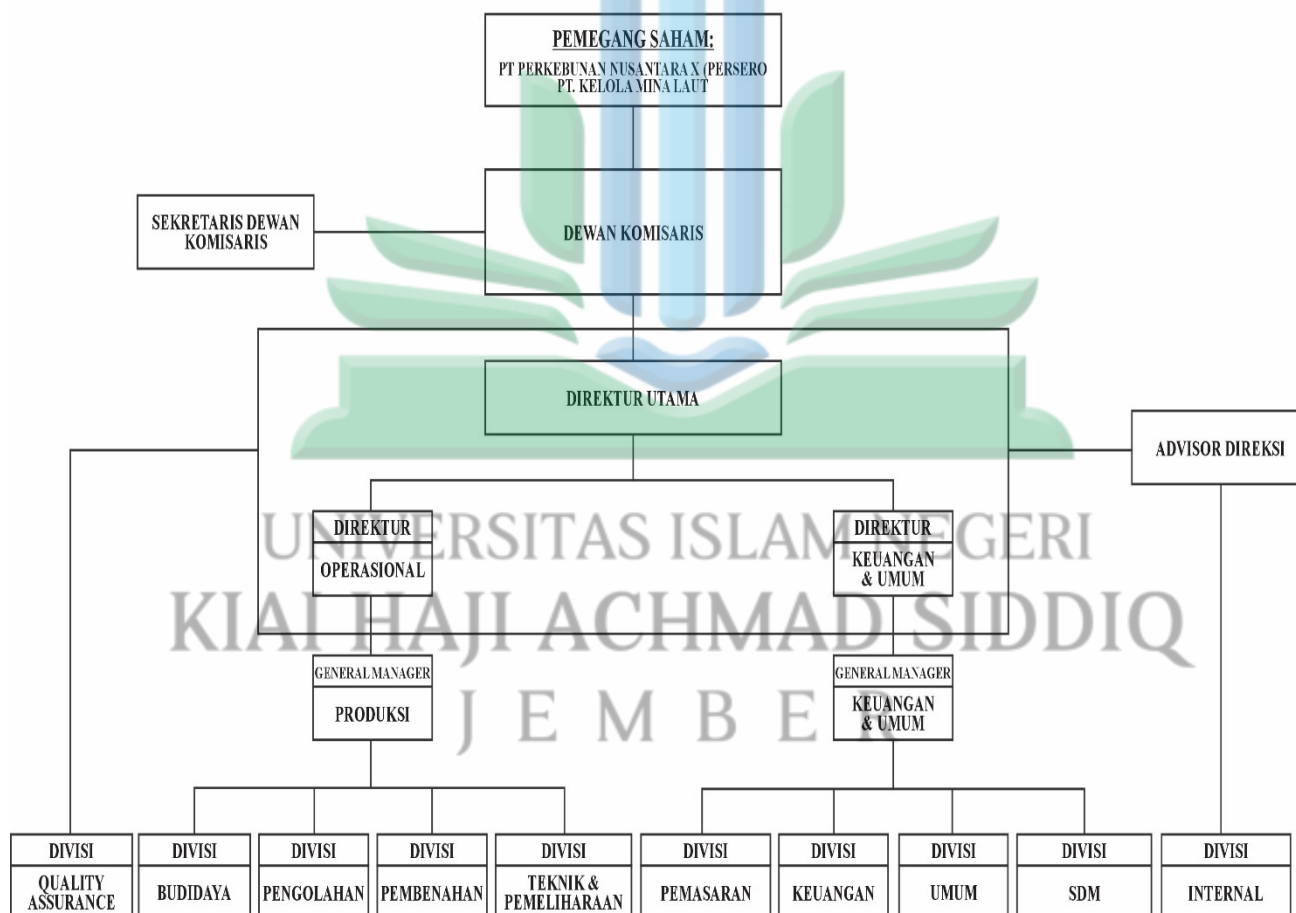 PEMEGANG SAHAM:
PT PERKEBUNAN NUSANTARA X (PERSERO
PT. KELOLA MINA LAUT
SEKRETARIS DEWAN
KOMISARIS
DEWAN KOMISARIS
DIREKTUR UTAMA
ADVISOR DIREKSI
DIREKTUR
OPERASIONAL
DIREKTUR
KEUANGAN
& UMUM
UNIVERSITAS ISLAM NEGERI
KIAI HAJI ACHMAD SIDDIQ
JEMBER
GENERAL MANAGER
PRODUKSI
GENERAL MANAGER
KEUANGAN
& UMUM
DIVISI
QUALITY
ASSURANCE
DIVISI
BUDIDAYA
DIVISI
PENGOLAHAN
DIVISI
PEMBENAHAN
DIVISI
TEKNIK &
PEMELIHARAAN
DIVISI
PEMASARAN
DIVISI
KEUANGAN
DIVISI
UMUM
DIVISI
SDM
DIVISI
INTERNAL